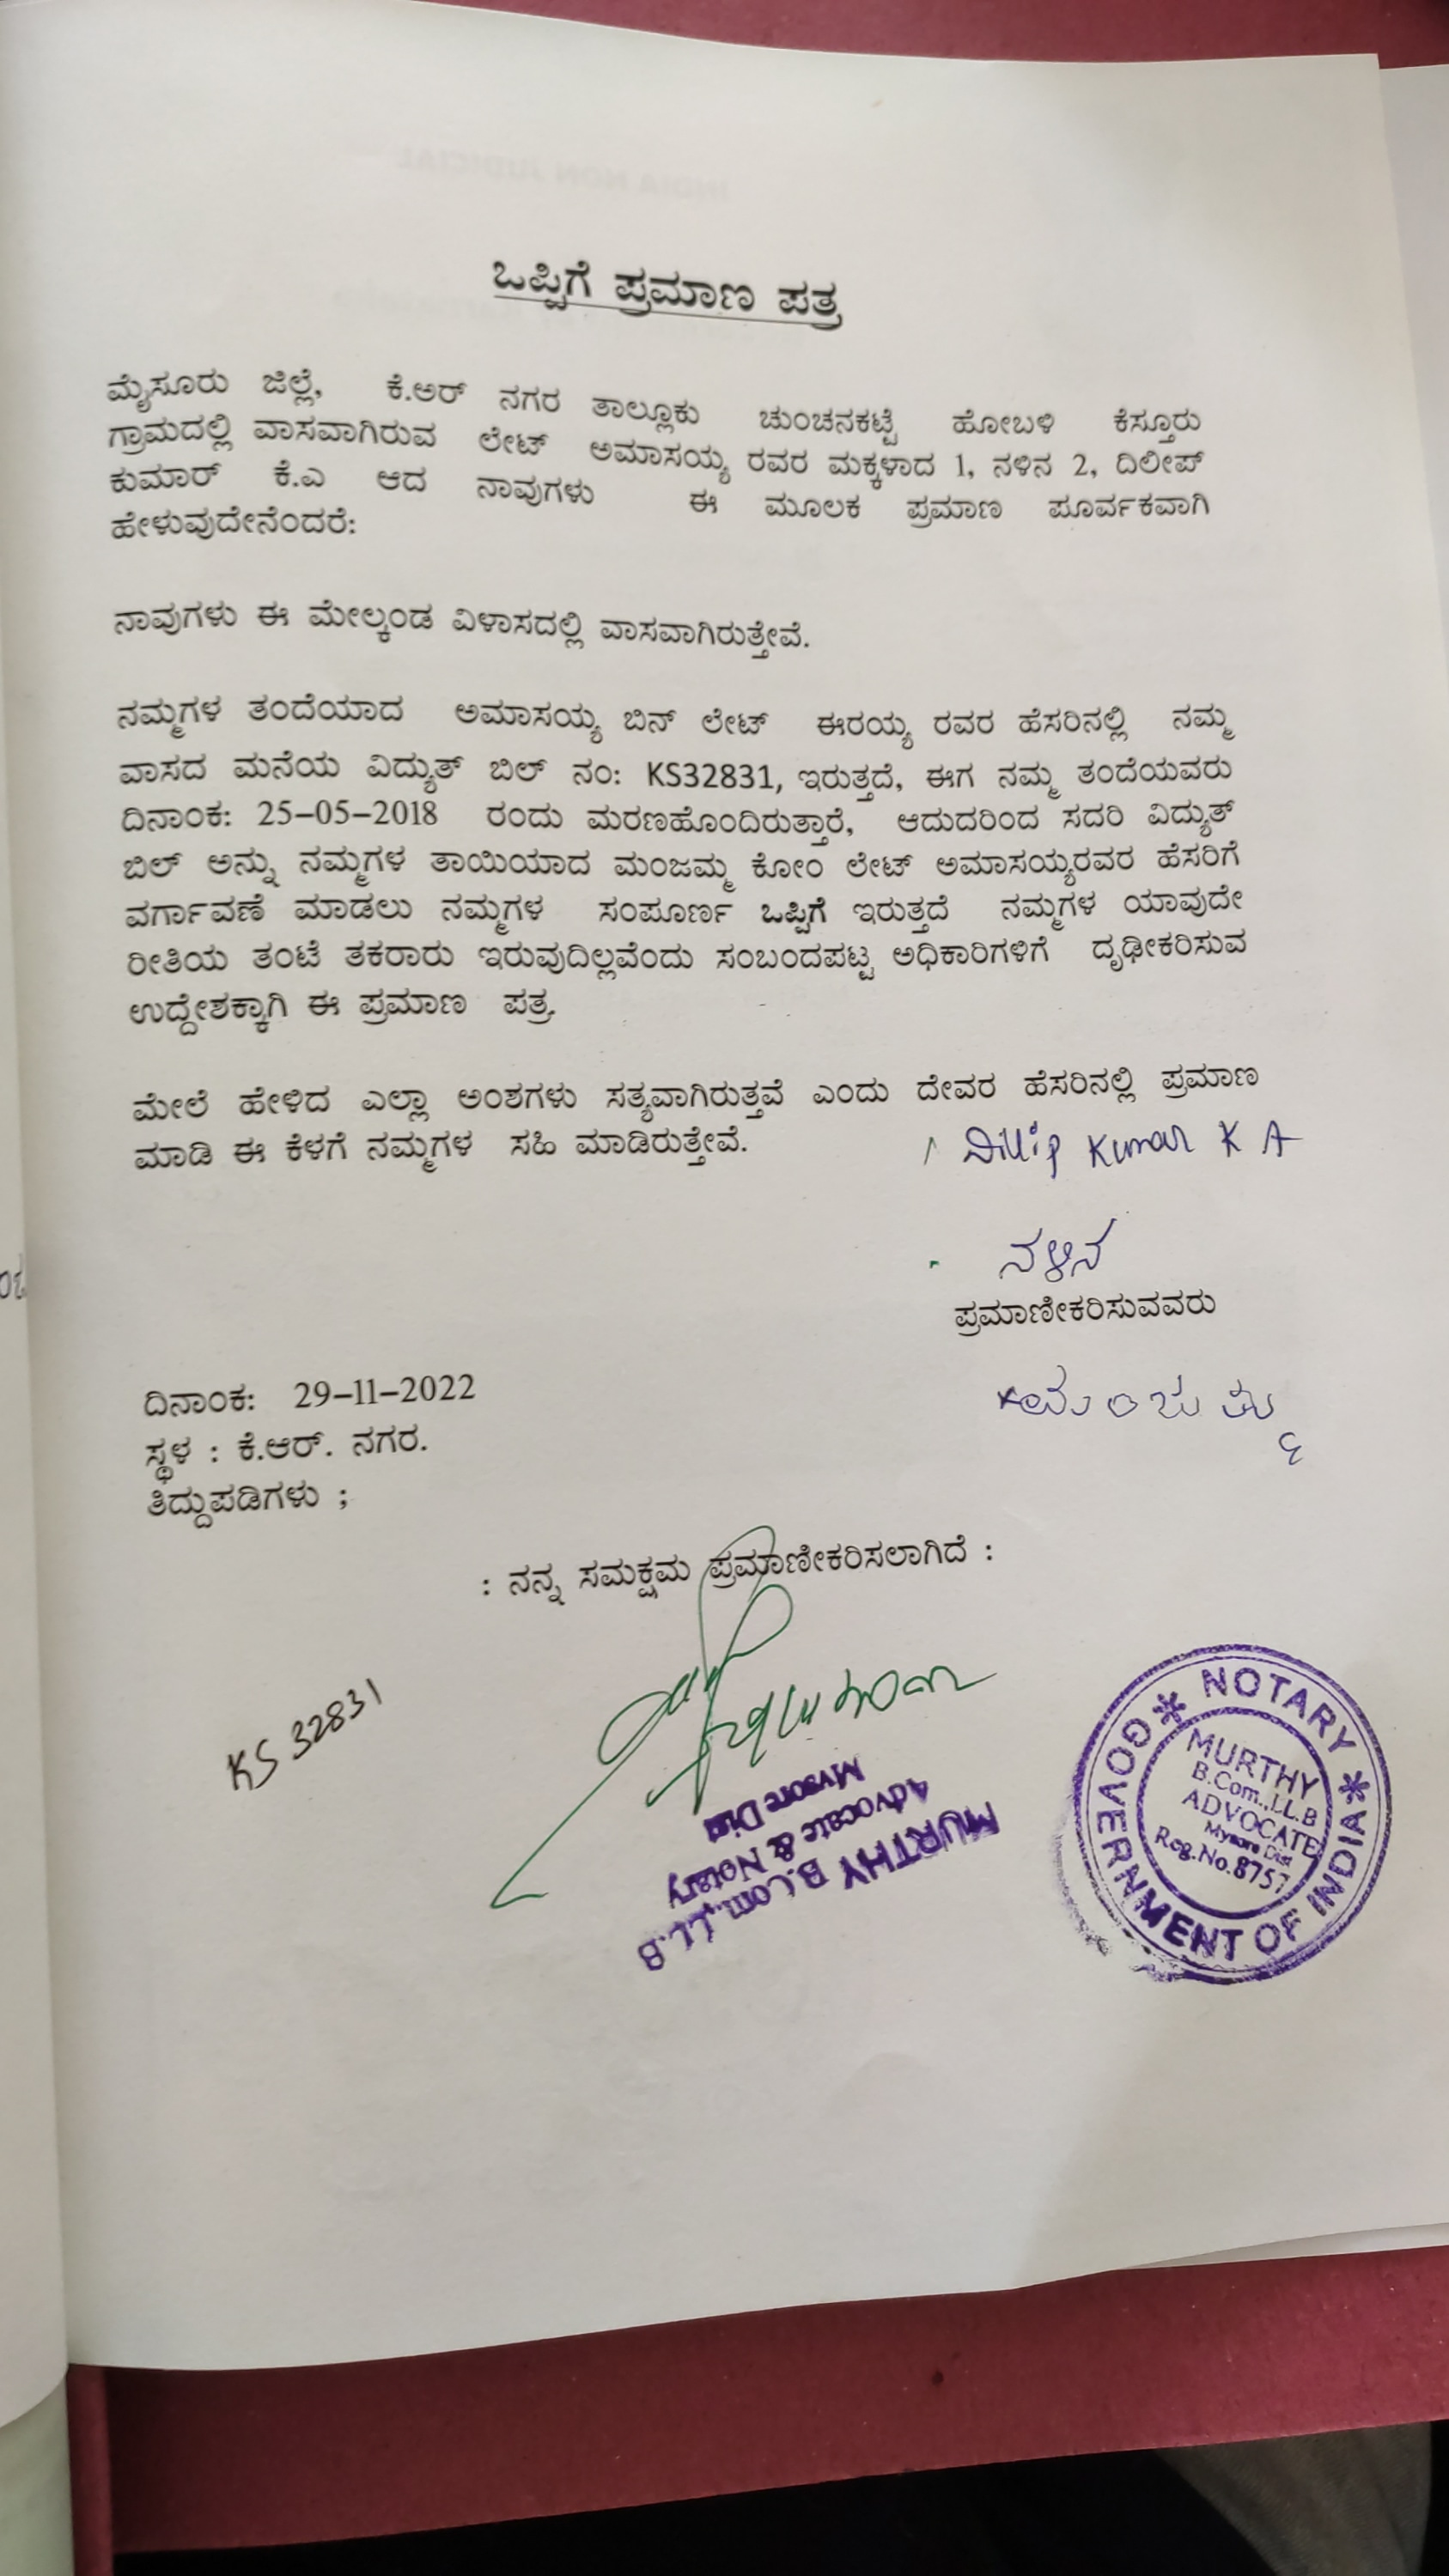 ಒಪ್ಪಿಗೆ ಪ್ರಮಾಣ ಪತ್ರ
ಮೈಸೂರು ಜಿಲ್ಲೆ, ಕೆ.ಅರ್ ನಗರ ತಾಲ್ಲೂಕು ಚುಂಚನಕಟ್ಟೆ ಹೋಬಳಿ ಕೆಸ್ತೂರು
ಗ್ರಾಮದಲ್ಲಿ ವಾಸವಾಗಿರುವ ಲೇಟ್ ಅಮಾಸಯ್ಯ ರವರ ಮಕ್ಕಳಾದ 1, ನಳಿನ 2, ದಿಲೀಪ್
ಕುಮಾರ್ ಕೆ.ಎ ಆದ ನಾವುಗಳು ಈ ಮೂಲಕ ಪ್ರಮಾಣ ಪೂರ್ವಕವಾಗಿ
ಹೇಳುವುದೇನೆಂದರೆ:
ನಾವುಗಳು ಈ ಮೇಲ್ಕಂಡ ವಿಳಾಸದಲ್ಲಿ ವಾಸವಾಗಿರುತ್ತೇವೆ.
ನಮ್ಮಗಳ ತಂದೆಯಾದ ಅಮಾಸಯ್ಯ ಬಿನ್ ಲೇಟ್ ಈರಯ್ಯ ರವರ ಹೆಸರಿನಲ್ಲಿ ನಮ್ಮ
ವಾಸದ ಮನೆಯ ವಿದ್ಯುತ್ ಬಿಲ್ ನಂ: KS32831, ಇರುತ್ತದೆ, ಈಗ ನಮ್ಮ ತಂದೆಯವರು
ದಿನಾಂಕ: 25-05-2018 ರಂದು ಮರಣಹೊಂದಿರುತ್ತಾರೆ, ಆದುದರಿಂದ ಸದರಿ ವಿದ್ಯುತ್
ಬಿಲ್ ಅನ್ನು ನಮ್ಮಗಳ ತಾಯಿಯಾದ ಮಂಜಮ್ಮ ಕೋಂ ಲೇಟ್ ಅಮಾಸಯ್ಯರವರ ಹೆಸರಿಗೆ
ವರ್ಗಾವಣೆ ಮಾಡಲು ನಮ್ಮಗಳ ಸಂಪೂರ್ಣ ಒಪ್ಪಿಗೆ ಇರುತ್ತದೆ ನಮ್ಮಗಳ ಯಾವುದೇ
ರೀತಿಯ ತಂಟೆ ತಕರಾರು ಇರುವುದಿಲ್ಲವೆಂದು ಸಂಬಂದಪಟ್ಟ ಅಧಿಕಾರಿಗಳಿಗೆ ದೃಢೀಕರಿಸುವ
ಉದ್ದೇಶಕ್ಕಾಗಿ ಈ ಪ್ರಮಾಣ ಪತ್ರ.
ಮೇಲೆ ಹೇಳಿದ ಎಲ್ಲಾ ಅಂಶಗಳು ಸತ್ಯವಾಗಿರುತ್ತವೆ ಎಂದು ದೇವರ ಹೆಸರಿನಲ್ಲಿ ಪ್ರಮಾಣ
ಮಾಡಿ ಈ ಕೆಳಗೆ ನಮ್ಮಗಳ ಸಹಿ ಮಾಡಿರುತ್ತೇವೆ.
Dillip Kumar K A
ನಳಿನ
ಪ್ರಮಾಣೀಕರಿಸುವವರು
ದಿನಾಂಕ: 29-11-2022
ಸ್ಥಳ : ಕೆ.ಆರ್. ನಗರ.
ತಿದ್ದುಪಡಿಗಳು ;
: ನನ್ನ ಸಮಕ್ಷಮ ಪ್ರಮಾಣೀಕರಿಸಲಾಗಿದೆ :
KS 32831
MURTHY B.Com.,LL.B
Advocate & Notary
Mysore Dist
NOTARY
GOVERNMENT OF INDIA
MURTHY
B.Com.,LL.B
ADVOCATE
Mysore Dist
Reg.No.8757